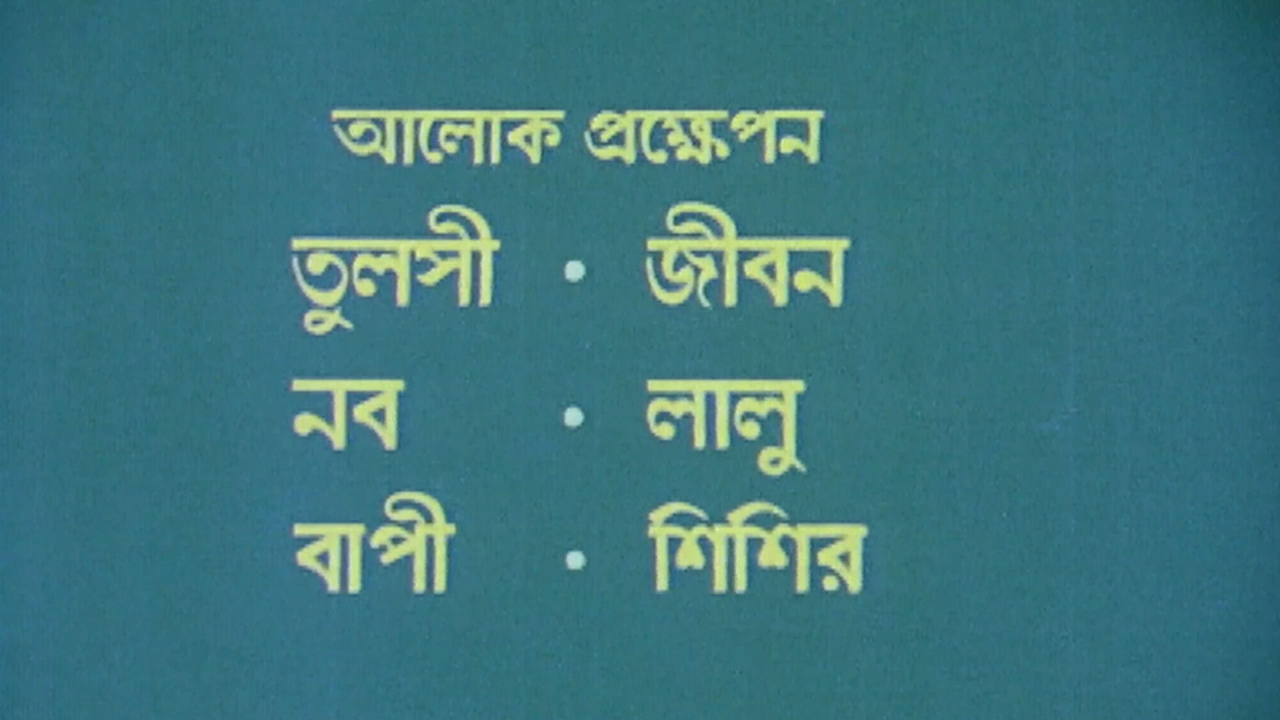 আলোক প্রক্ষেপন
তুলসী • জীবন
নব • লালু
বাপী • শিশির